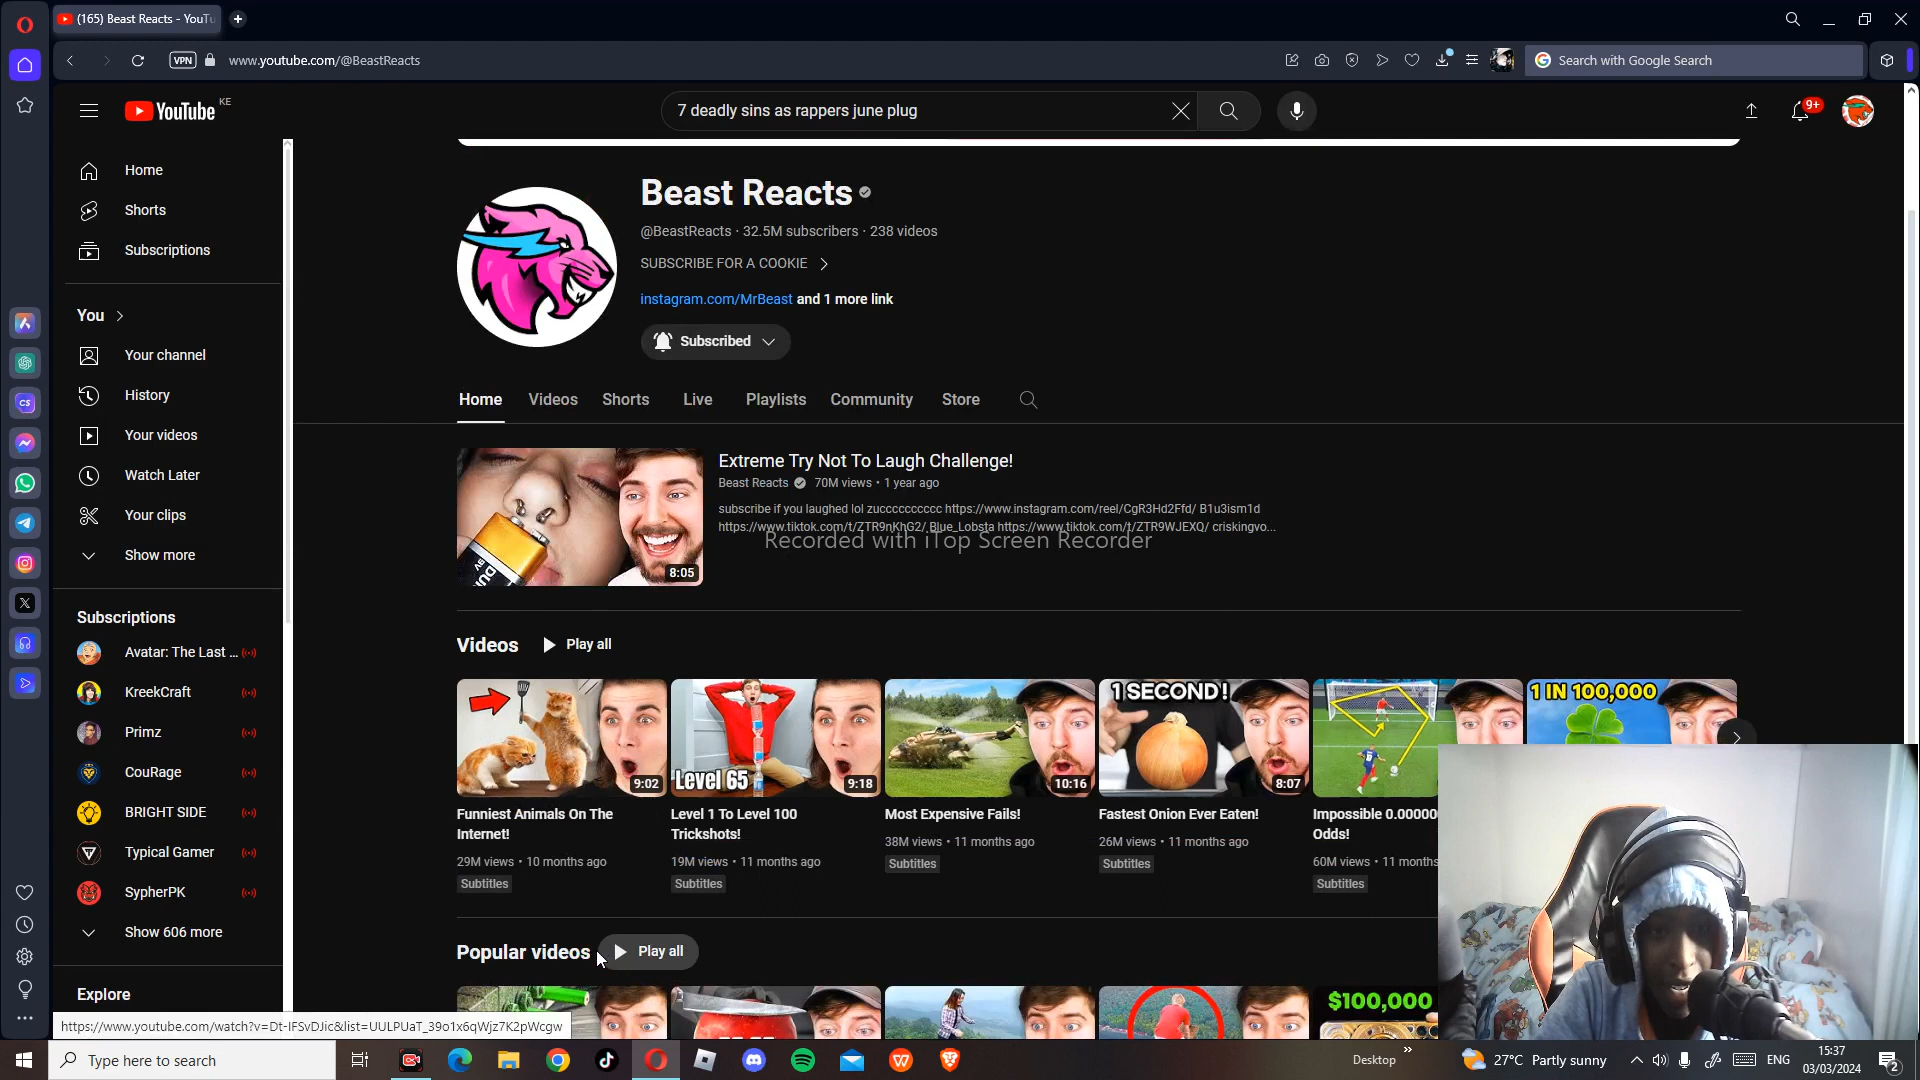 (165) Beast Reacts - YouTu
VPN
www.youtube.com/@BeastReacts
Search with Google Search
YouTube KE
7 deadly sins as rappers june plug
9+
Home
Shorts
Subscriptions
You
Your channel
History
Your videos
Watch Later
Your clips
Show more
Subscriptions
Avatar: The Last ...
KreekCraft
Primz
CouRage
BRIGHT SIDE
Typical Gamer
SypherPK
Show 606 more
Explore
Beast Reacts
@BeastReacts · 32.5M subscribers · 238 videos
SUBSCRIBE FOR A COOKIE
instagram.com/MrBeast and 1 more link
Subscribed
Home Videos Shorts Live Playlists Community Store
8:05
Extreme Try Not To Laugh Challenge!
Beast Reacts 70M views • 1 year ago
subscribe if you laughed lol zucccccccccc https://www.instagram.com/reel/CgR3Hd2Ffd/ B1u3ism1d
https://www.tiktok.com/t/ZTR9nKhG2/ Blue_Lobsta https://www.tiktok.com/t/ZTR9WJEXQ/ criskingvo...
Recorded with iTop Screen Recorder
Videos Play all
9:02
Level 65
9:18
10:16
1 SECOND!
8:07
1 IN 100,000
Funniest Animals On The
Internet!
29M views • 10 months ago
Subtitles
Level 1 To Level 100
Trickshots!
19M views • 11 months ago
Subtitles
Most Expensive Fails!
38M views • 11 months ago
Subtitles
Fastest Onion Ever Eaten!
26M views • 11 months ago
Subtitles
Impossible 0.00000
Odds!
60M views • 11 months
Subtitles
Popular videos Play all
$100,000
https://www.youtube.com/watch?v=Dt-IFSvDJic&list=UULPUaT_39o1x6qWjz7K2pWcgw
Type here to search
Desktop
27°C Partly sunny
ENG
15:37
03/03/2024
2